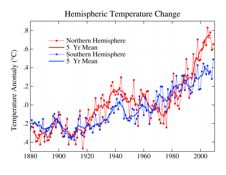 Hemispheric Temperature Change
Northern Hemisphere
5 Yr Mean
Southern Hemisphere
5 Yr Mean
Temperature Anomaly (°C)
.8
.6
.4
.2
.0
-.2
-.4
1880 1900 1920 1940 1960 1980 2000